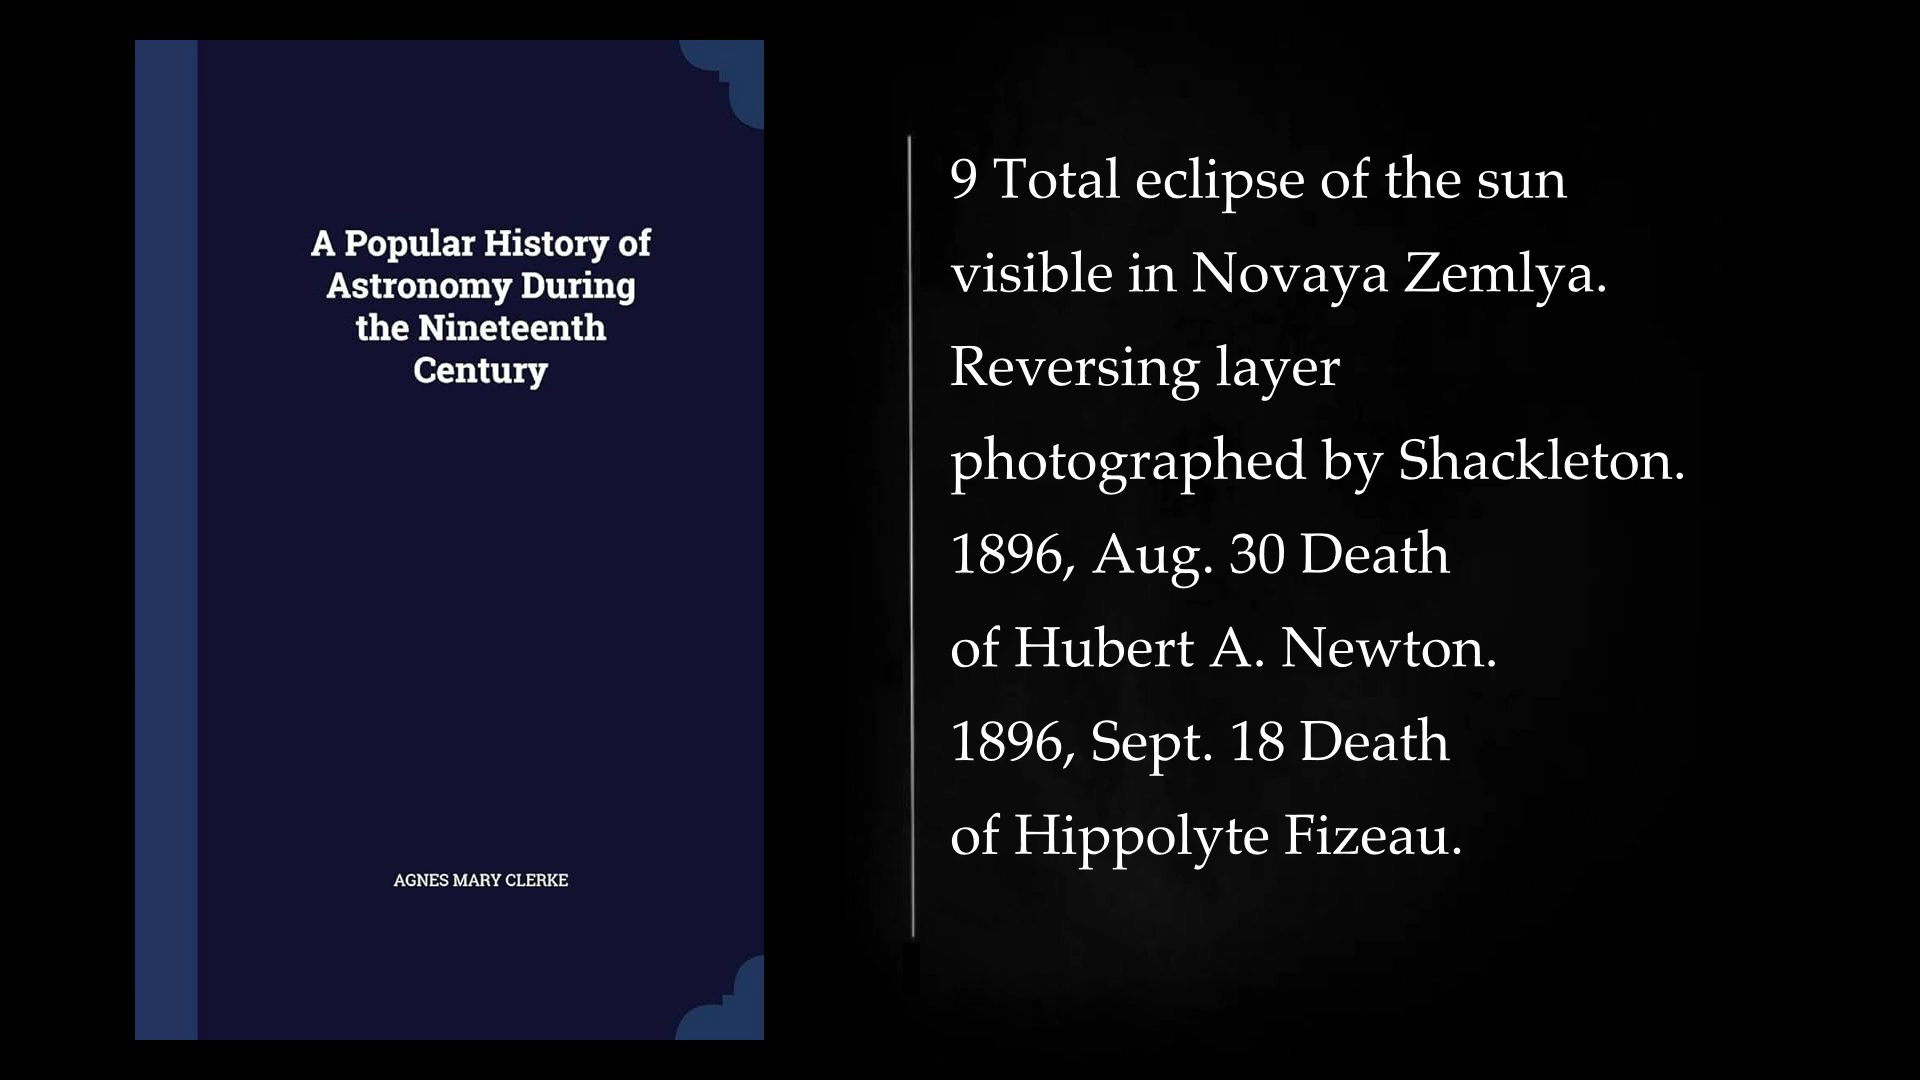 A Popular History of
Astronomy During
the Nineteenth
Century
AGNES MARY CLERKE
9 Total eclipse of the sun
visible in Novaya Zemlya.
Reversing layer
photographed by Shackleton.
1896, Aug. 30 Death
of Hubert A. Newton.
1896, Sept. 18 Death
of Hippolyte Fizeau.